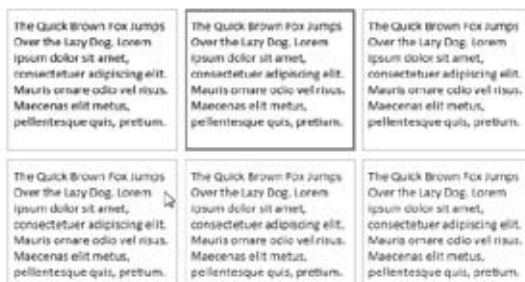 The Quick Brown Fox Jumps
Over the Lazy Dog. Lorem
ipsum dolor sit amet,
consectetuer adipiscing elit.
Mauris ornare odio vel risus.
Maecenas elit metus,
pellentesque quis, pretium.
The Quick Brown Fox Jumps
Over the Lazy Dog. Lorem
ipsum dolor sit amet,
consectetuer adipiscing elit.
Mauris ornare odio vel risus.
Maecenas elit metus,
pellentesque quis, pretium.
The Quick Brown Fox Jumps
Over the Lazy Dog. Lorem
ipsum dolor sit amet,
consectetuer adipiscing elit.
Mauris ornare odio vel risus.
Maecenas elit metus,
pellentesque quis, pretium.
The Quick Brown Fox Jumps
Over the Lazy Dog. Lorem
ipsum dolor sit amet,
consectetuer adipiscing elit.
Mauris ornare odio vel risus.
Maecenas elit metus,
pellentesque quis, pretium.
The Quick Brown Fox Jumps
Over the Lazy Dog. Lorem
ipsum dolor sit amet,
consectetuer adipiscing elit.
Mauris ornare odio vel risus.
Maecenas elit metus,
pellentesque quis, pretium.
The Quick Brown Fox Jumps
Over the Lazy Dog. Lorem
ipsum dolor sit amet,
consectetuer adipiscing elit.
Mauris ornare odio vel risus.
Maecenas elit metus,
pellentesque quis, pretium.